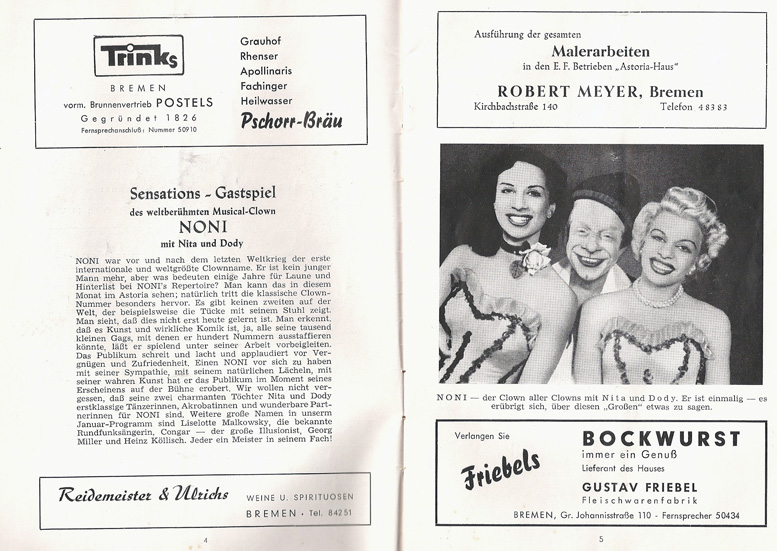 Trinks
BREMEN
vorm. Brunnenvertrieb POSTELS
Gegründet 1826
Fernsprechanschluß: Nummer 50910
Grauhof
Rhenser
Apollinaris
Fachinger
Heilwasser
Pschorr-Bräu
Sensations - Gastspiel
des weltberühmten Musical-Clown
NONI
mit Nita und Dody
NONI war vor und nach dem letzten Weltkrieg der erste
internationale und weltgrößte Clownname. Er ist kein junger
Mann mehr, aber was bedeuten einige Jahre für Laune und
Hinterlist bei NONI's Repertoire? Man kann das in diesem
Monat im Astoria sehen; natürlich tritt die klassische Clown-
Nummer besonders hervor. Es gibt keinen zweiten auf der
Welt, der beispielsweise die Tücke mit seinem Stuhl zeigt.
Man sieht, daß dies nicht erst heute gelernt ist. Man erkennt,
daß es Kunst und wirkliche Komik ist, ja, alle seine tausend
kleinen Gags, mit denen er hundert Nummern ausstaffieren
könnte, läßt er spielend unter seiner Arbeit vorbeigleiten.
Das Publikum schreit und lacht und applaudiert vor Ver-
gnügen und Zufriedenheit. Einen NONI vor sich zu haben
mit seiner Sympathie, mit seinem natürlichen Lächeln, mit
seiner wahren Kunst hat er das Publikum im Moment seines
Erscheinens auf der Bühne erobert. Wir wollen nicht ver-
gessen, daß seine zwei charmanten Töchter Nita und Dody
erstklassige Tänzerinnen, Akrobatinnen und wunderbare Part-
nerinnen für NONI sind. Weitere große Namen in unserm
Januar-Programm sind Liselotte Malkowsky, die bekannte
Rundfunksängerin, Congar — der große Illusionist, Georg
Miller und Heinz Köllisch. Jeder ein Meister in seinem Fach!
Reidemeister & Ulrichs
WEINE U. SPIRITUOSEN
BREMEN · Tel. 84251
4
Ausführung der gesamten
Malerarbeiten
in den E. F. Betrieben „Astoria-Haus"
ROBERT MEYER, Bremen
Kirchbachstraße 140 Telefon 48383
NONI — der Clown aller Clowns mit Nita und Dody. Er ist einmalig — es
erübrigt sich, über diesen „Großen" etwas zu sagen.
Verlangen Sie
Friebels
BOCKWURST
immer ein Genuß
Lieferant des Hauses
GUSTAV FRIEBEL
Fleischwarenfabrik
BREMEN, Gr. Johannisstraße 110 - Fernsprecher 50434
5